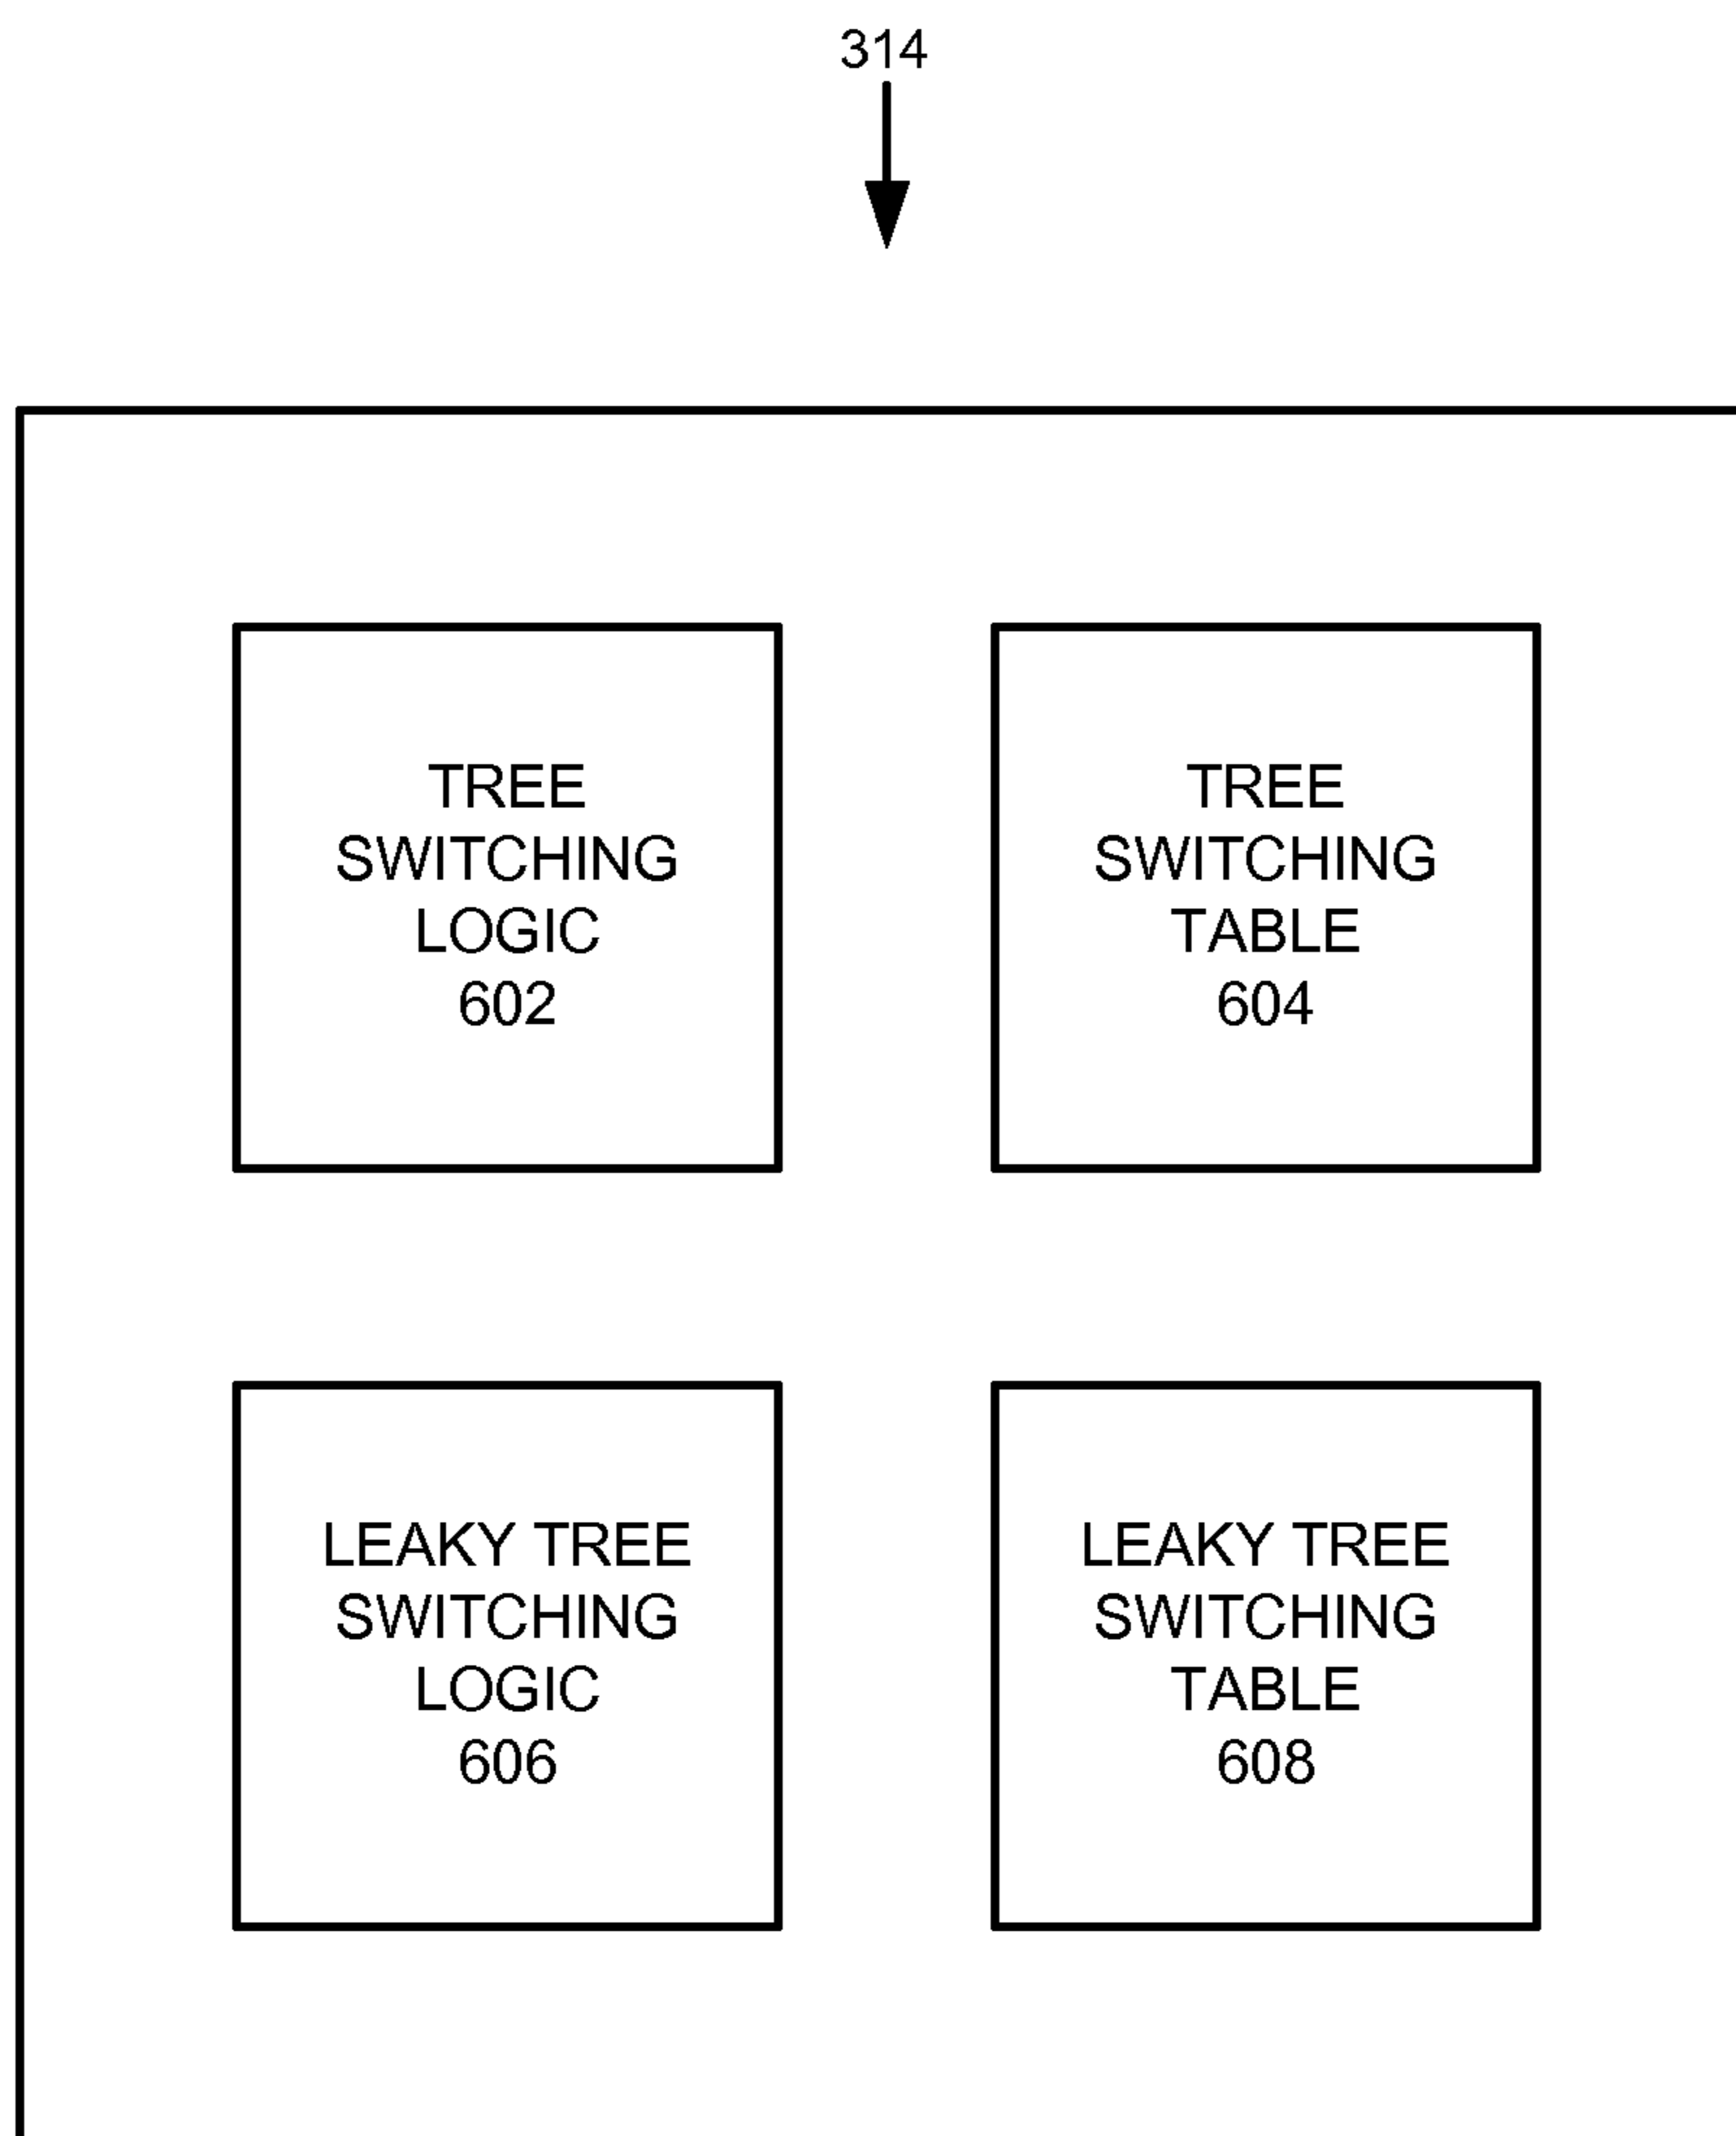 314
TREE
SWITCHING
LOGIC
602
TREE
SWITCHING
TABLE
604
LEAKY TREE
SWITCHING
LOGIC
606
LEAKY TREE
SWITCHING
TABLE
608